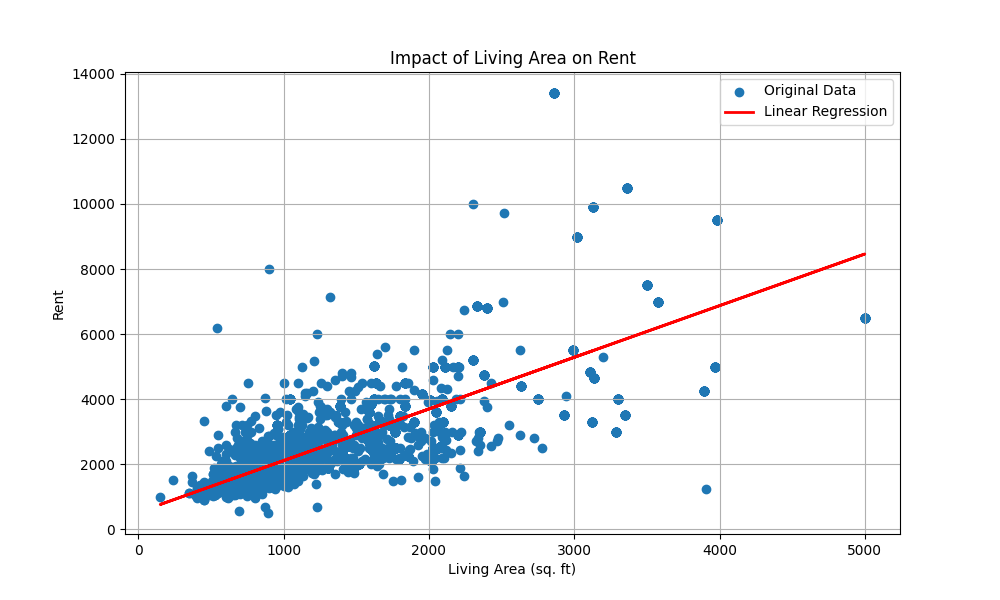 Impact of Living Area on Rent
Original Data
Linear Regression
14000
12000
10000
8000
6000
4000
2000
0
Rent
0 1000 2000 3000 4000 5000
Living Area (sq. ft)